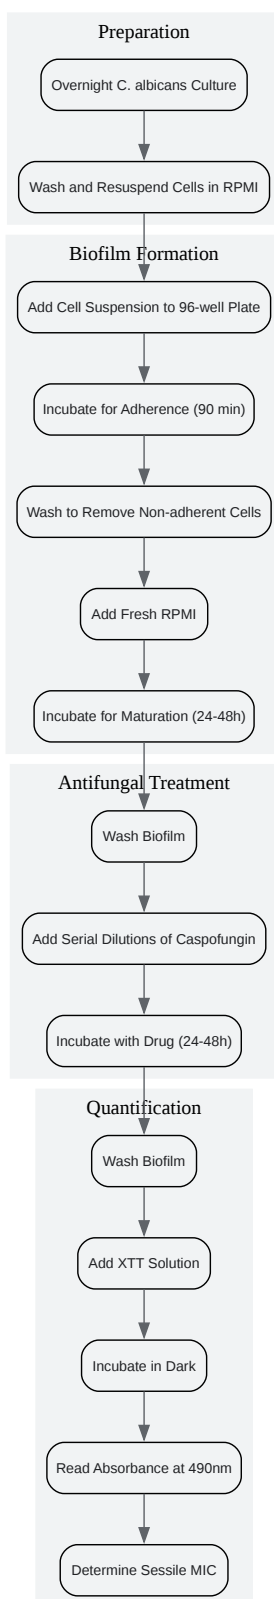 Preparation
Overnight C. albicans Culture
Wash and Resuspend Cells in RPMI
Biofilm Formation
Add Cell Suspension to 96-well Plate
Incubate for Adherence (90 min)
Wash to Remove Non-adherent Cells
Add Fresh RPMI
Incubate for Maturation (24-48h)
Antifungal Treatment
Wash Biofilm
Add Serial Dilutions of Caspofungin
Incubate with Drug (24-48h)
Quantification
Wash Biofilm
Add XTT Solution
Incubate in Dark
Read Absorbance at 490nm
Determine Sessile MIC